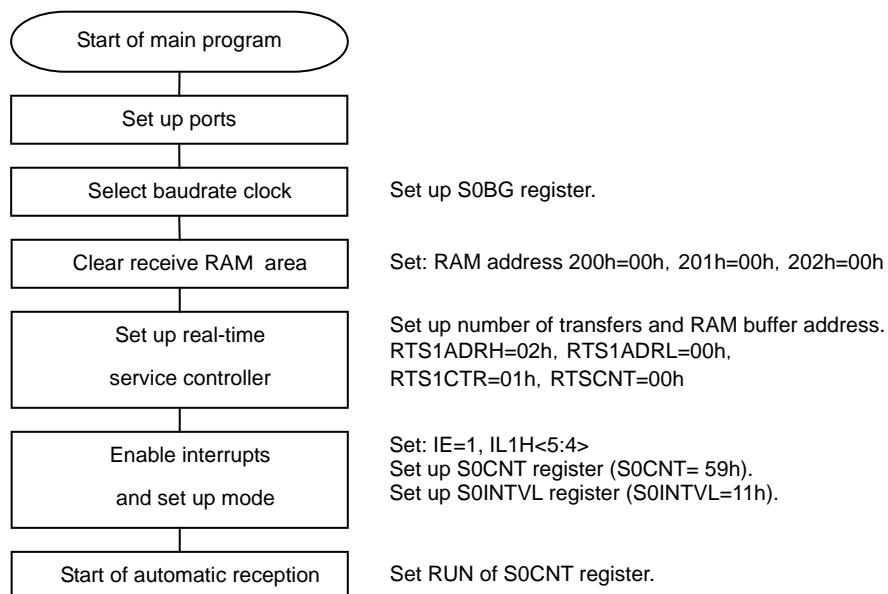 Start of main program
Set up ports
Select baudrate clock
Set up S0BG register.
Clear receive RAM area
Set: RAM address 200h=00h, 201h=00h, 202h=00h
Set up real-time
service controller
Set up number of transfers and RAM buffer address.
RTS1ADRH=02h, RTS1ADRL=00h,
RTS1CTR=01h, RTSCNT=00h
Enable interrupts
and set up mode
Set: IE=1, IL1H<5:4>
Set up S0CNT register (S0CNT= 59h).
Set up S0INTVL register (S0INTVL=11h).
Start of automatic reception
Set RUN of S0CNT register.